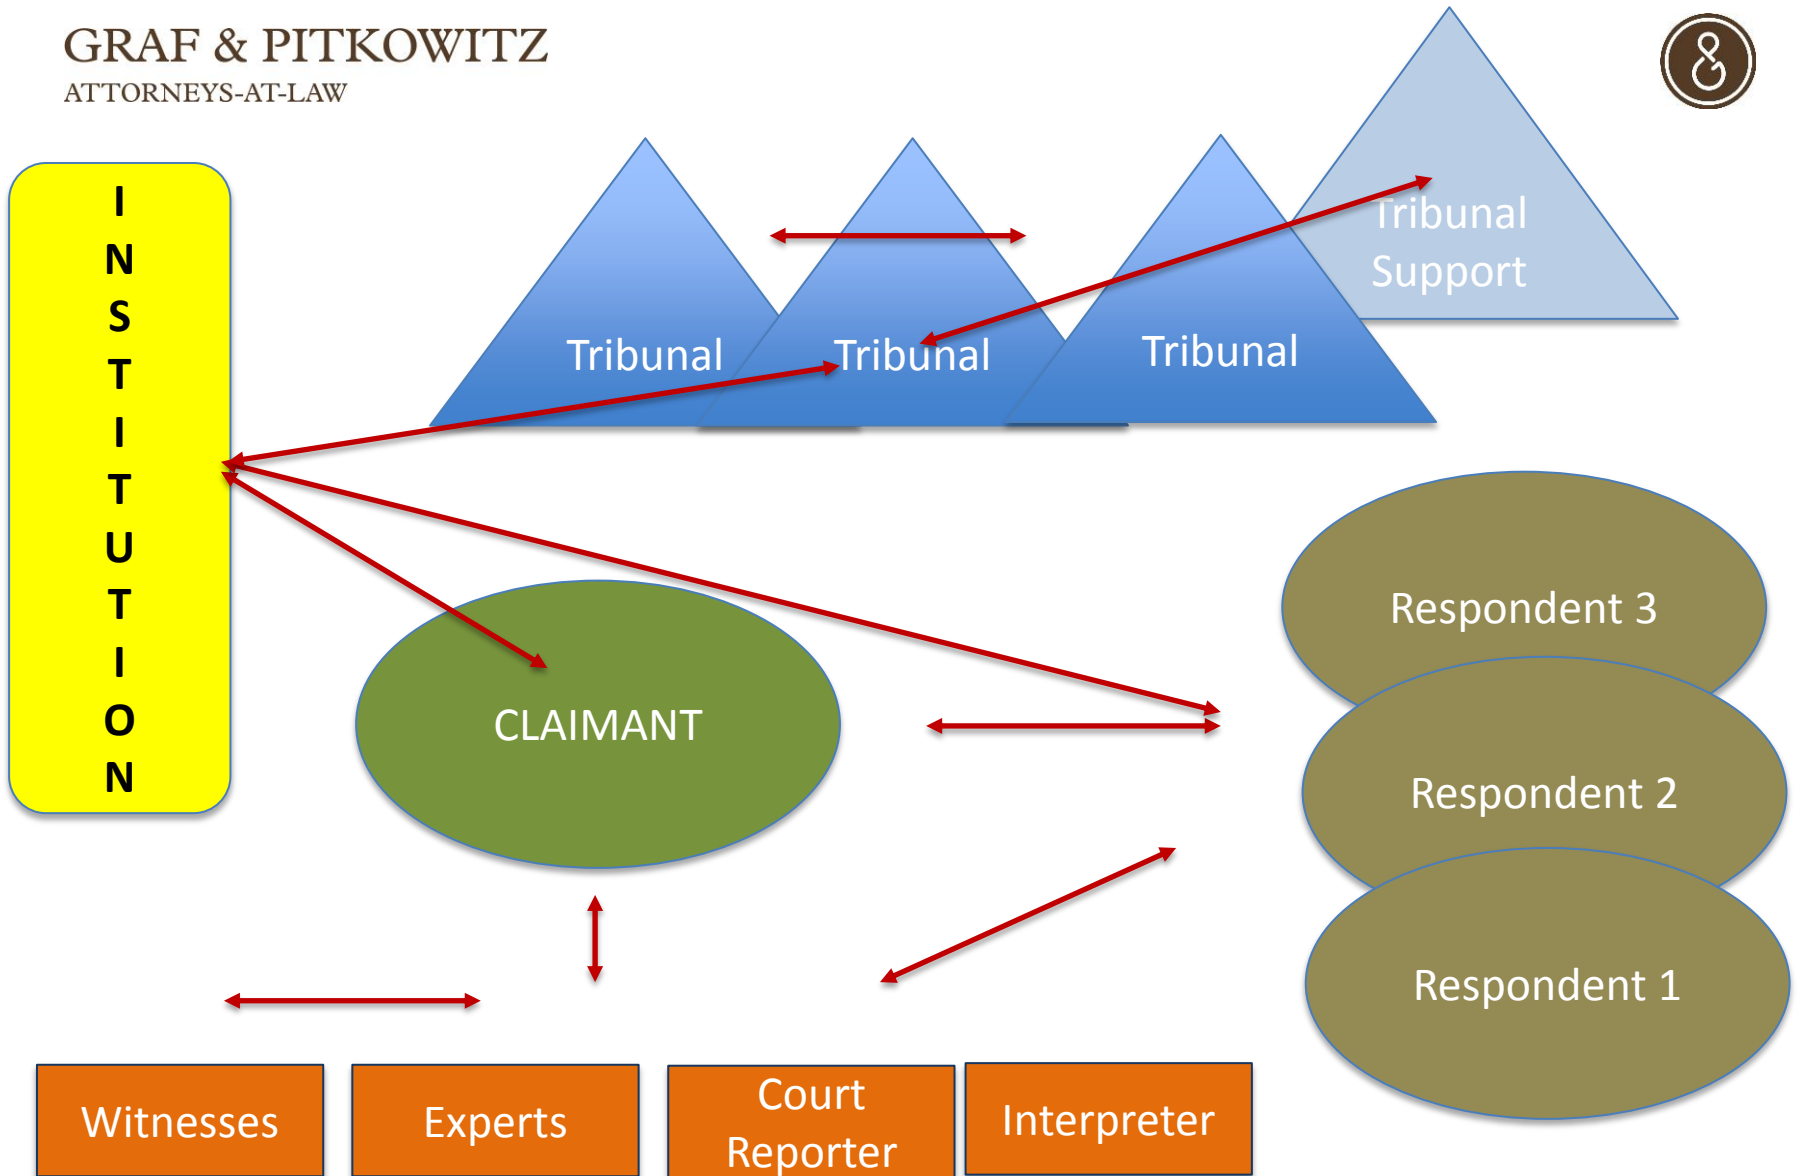 GRAF & PITKOWITZ
ATTORNEYS-AT-LAW
I
N
S
T
I
T
U
T
I
O
N
Tribunal
Support
Tribunal
Tribunal
Tribunal
Respondent 3
CLAIMANT
Respondent 2
Respondent 1
Witnesses
Experts
Court
Reporter
Interpreter